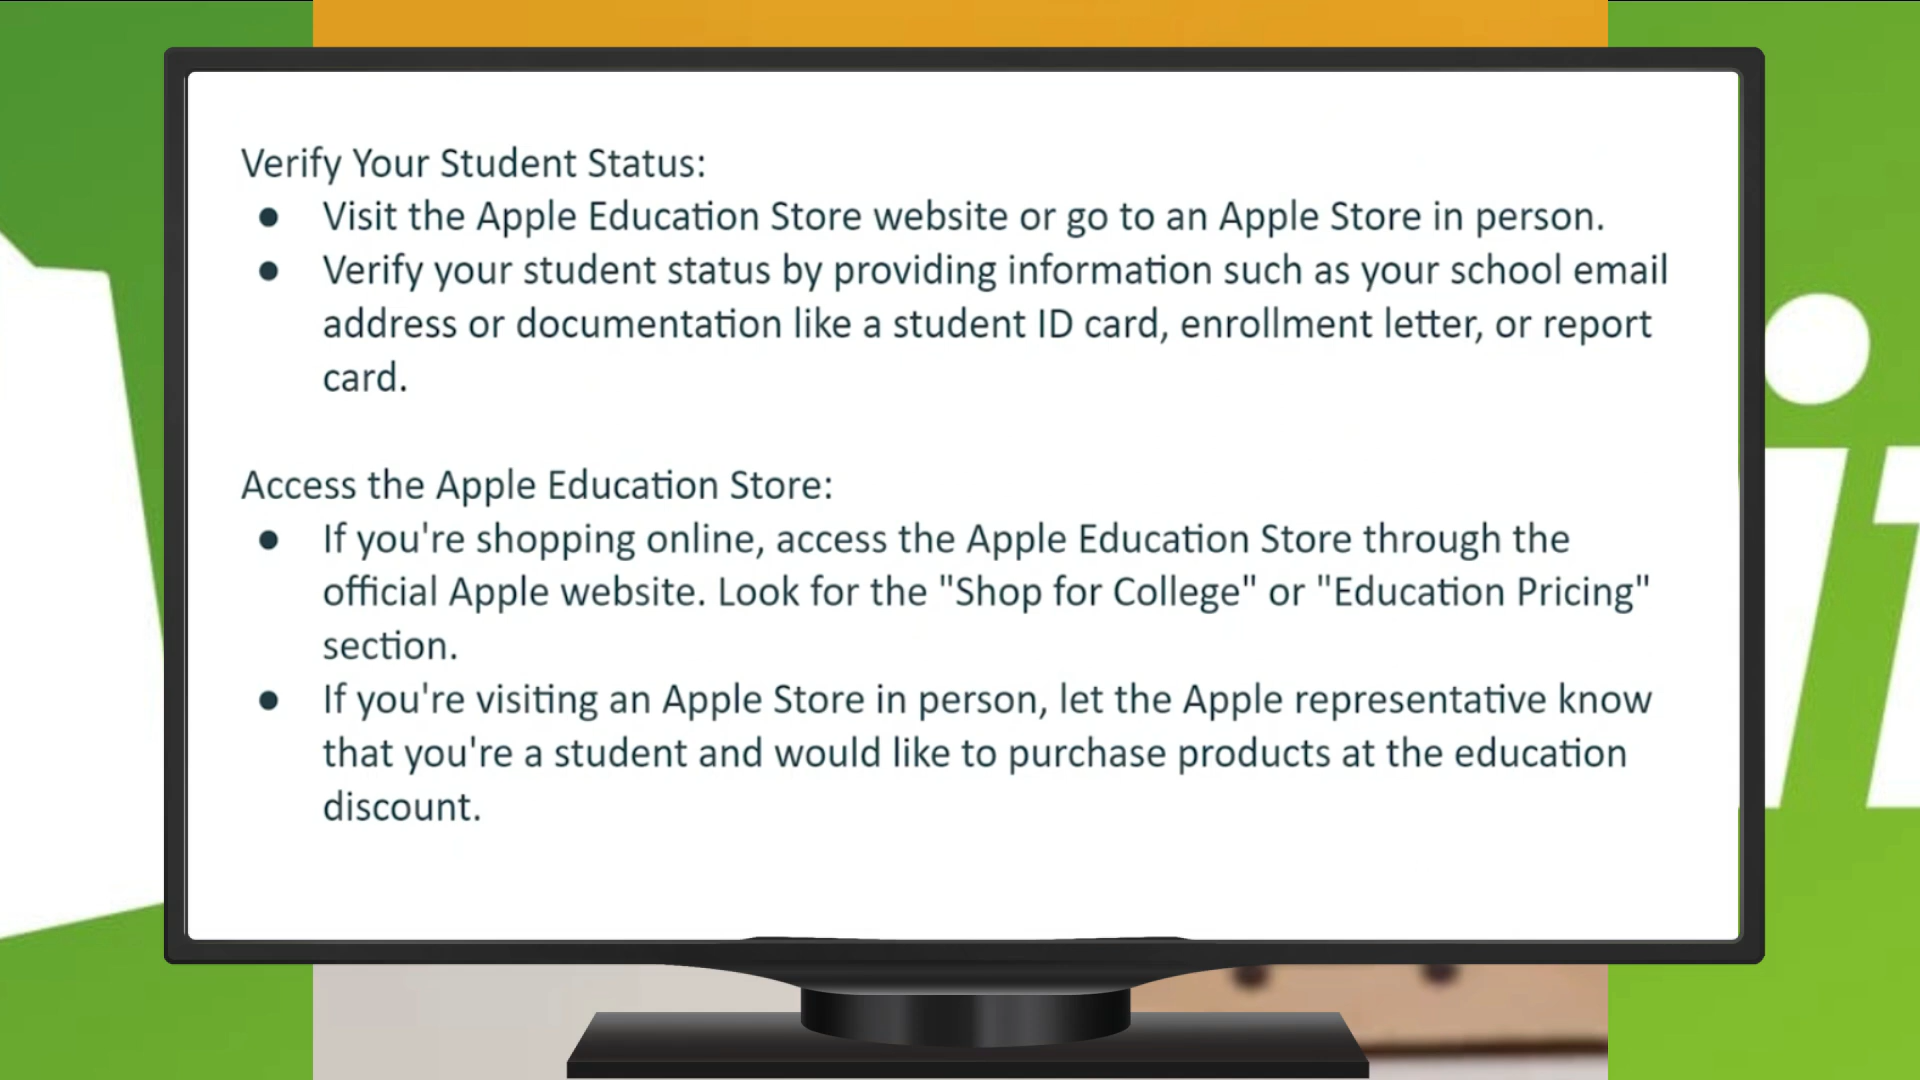 Verify Your Student Status:
● Visit the Apple Education Store website or go to an Apple Store in person.
● Verify your student status by providing information such as your school email
address or documentation like a student ID card, enrollment letter, or report
card.
Access the Apple Education Store:
● If you're shopping online, access the Apple Education Store through the
official Apple website. Look for the "Shop for College" or "Education Pricing"
section.
● If you're visiting an Apple Store in person, let the Apple representative know
that you're a student and would like to purchase products at the education
discount.